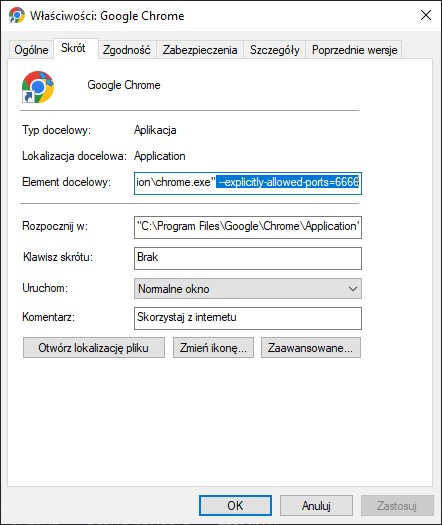 Właściwości: Google Chrome
Ogólne Skrót Zgodność Zabezpieczenia Szczegóły Poprzednie wersje
Google Chrome
Typ docelowy: Aplikacja
Lokalizacja docelowa: Application
Element docelowy: ion\chrome.exe" --explicitly-allowed-ports=6666
Rozpocznij w: "C:\Program Files\Google\Chrome\Application"
Klawisz skrótu: Brak
Uruchom: Normalne okno
Komentarz: Skorzystaj z internetu
Otwórz lokalizację pliku Zmień ikonę... Zaawansowane...
OK Anuluj Zastosuj